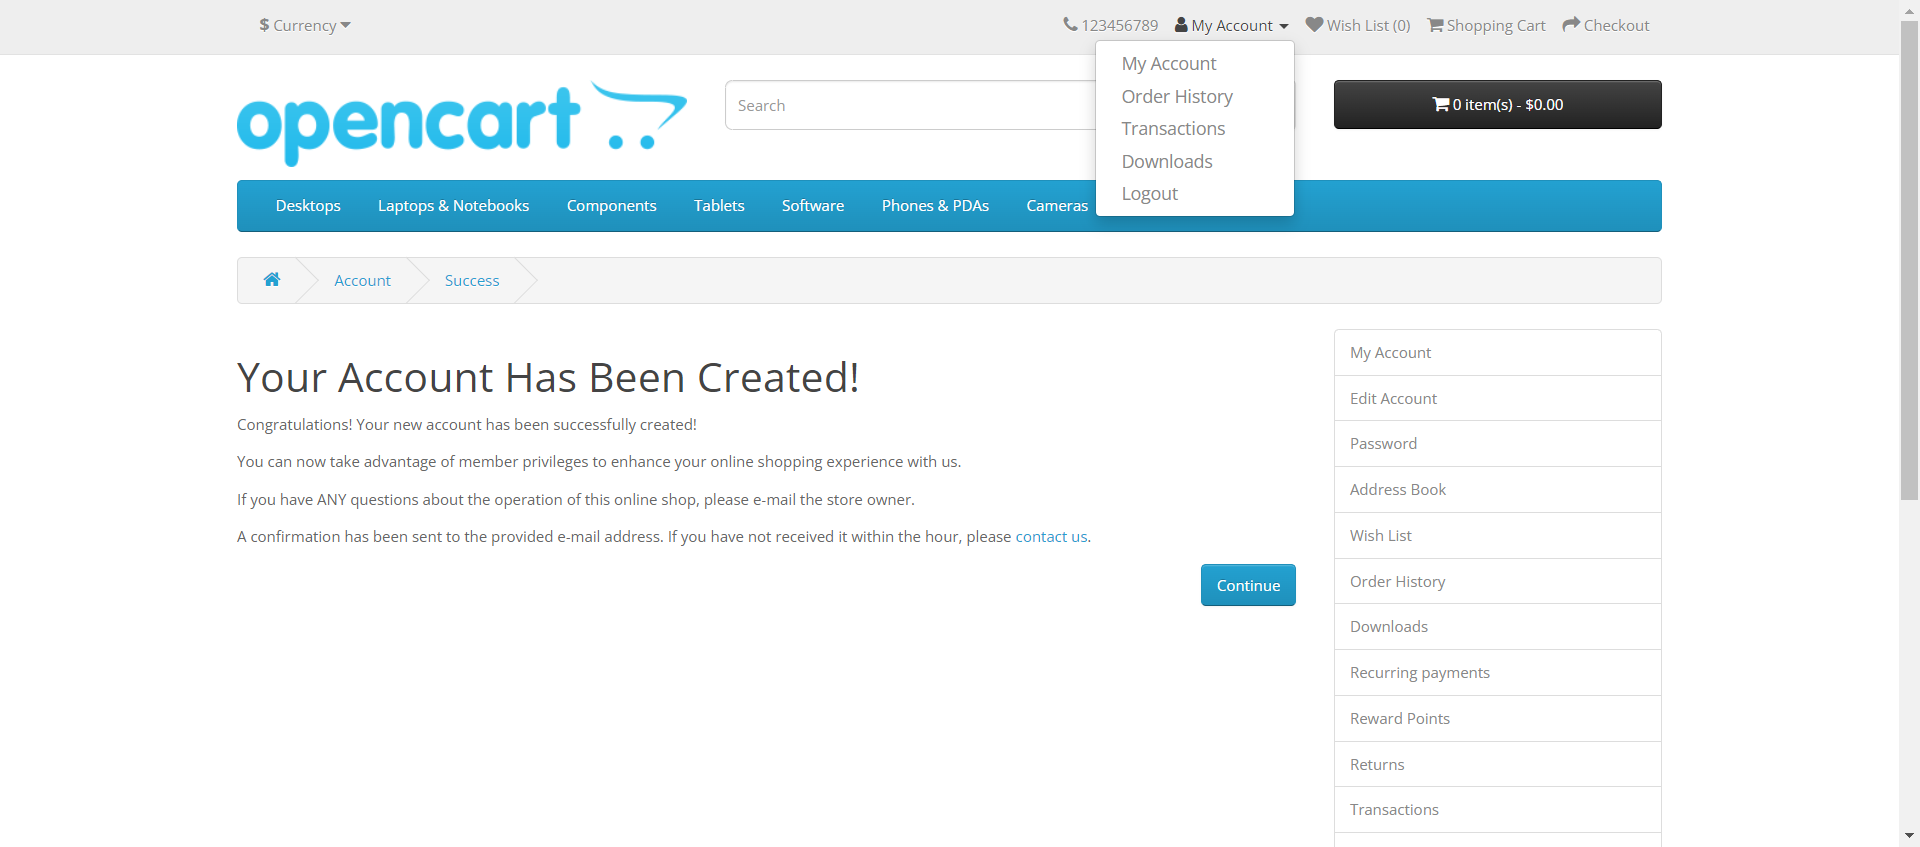 $ Currency
123456789 My Account Wish List (0) Shopping Cart Checkout
My Account
Order History
Transactions
Downloads
Logout
opencart
Search
0 item(s) - $0.00
Desktops Laptops & Notebooks Components Tablets Software Phones & PDAs Cameras
Account Success
Your Account Has Been Created!
Congratulations! Your new account has been successfully created!
You can now take advantage of member privileges to enhance your online shopping experience with us.
If you have ANY questions about the operation of this online shop, please e-mail the store owner.
A confirmation has been sent to the provided e-mail address. If you have not received it within the hour, please contact us.
Continue
My Account
Edit Account
Password
Address Book
Wish List
Order History
Downloads
Recurring payments
Reward Points
Returns
Transactions